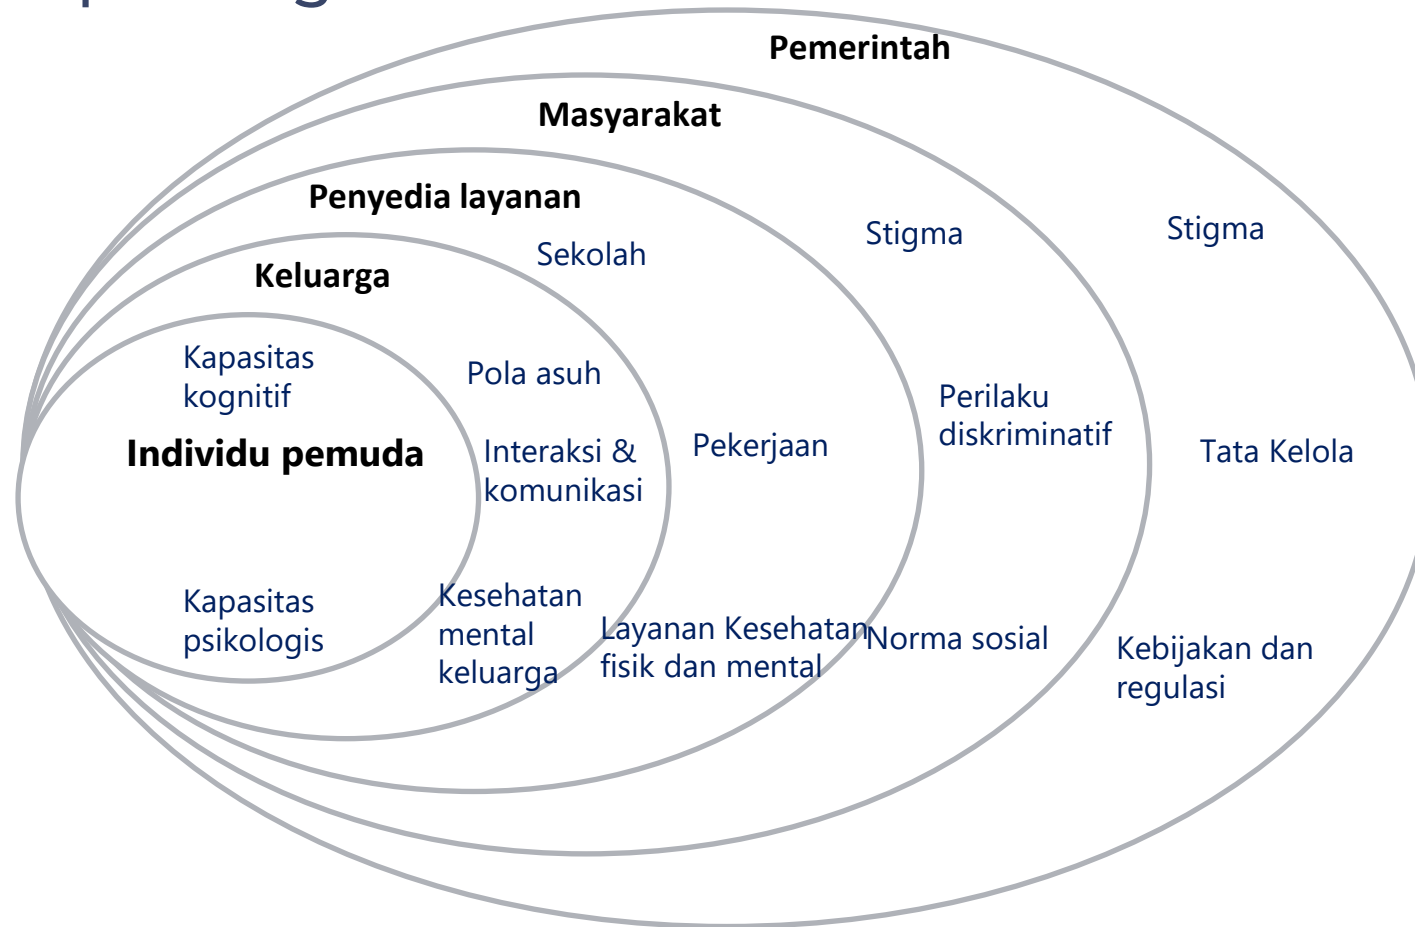 Pemerintah
Masyarakat
Penyedia layanan
Keluarga
Individu pemuda
Kapasitas
kognitif
Kapasitas
psikologis
Pola asuh
Interaksi &
komunikasi
Kesehatan
mental
keluarga
Sekolah
Pekerjaan
Layanan Kesehatan
fisik dan mental
Stigma
Perilaku
diskriminatif
Norma sosial
Stigma
Tata Kelola
Kebijakan dan
regulasi